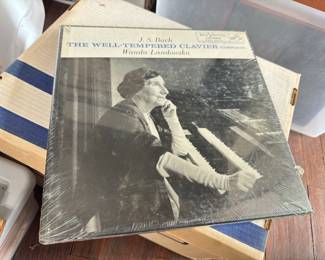 J. S. Bach
THE WELL-TEMPERED CLAVIER
Wanda Landowska